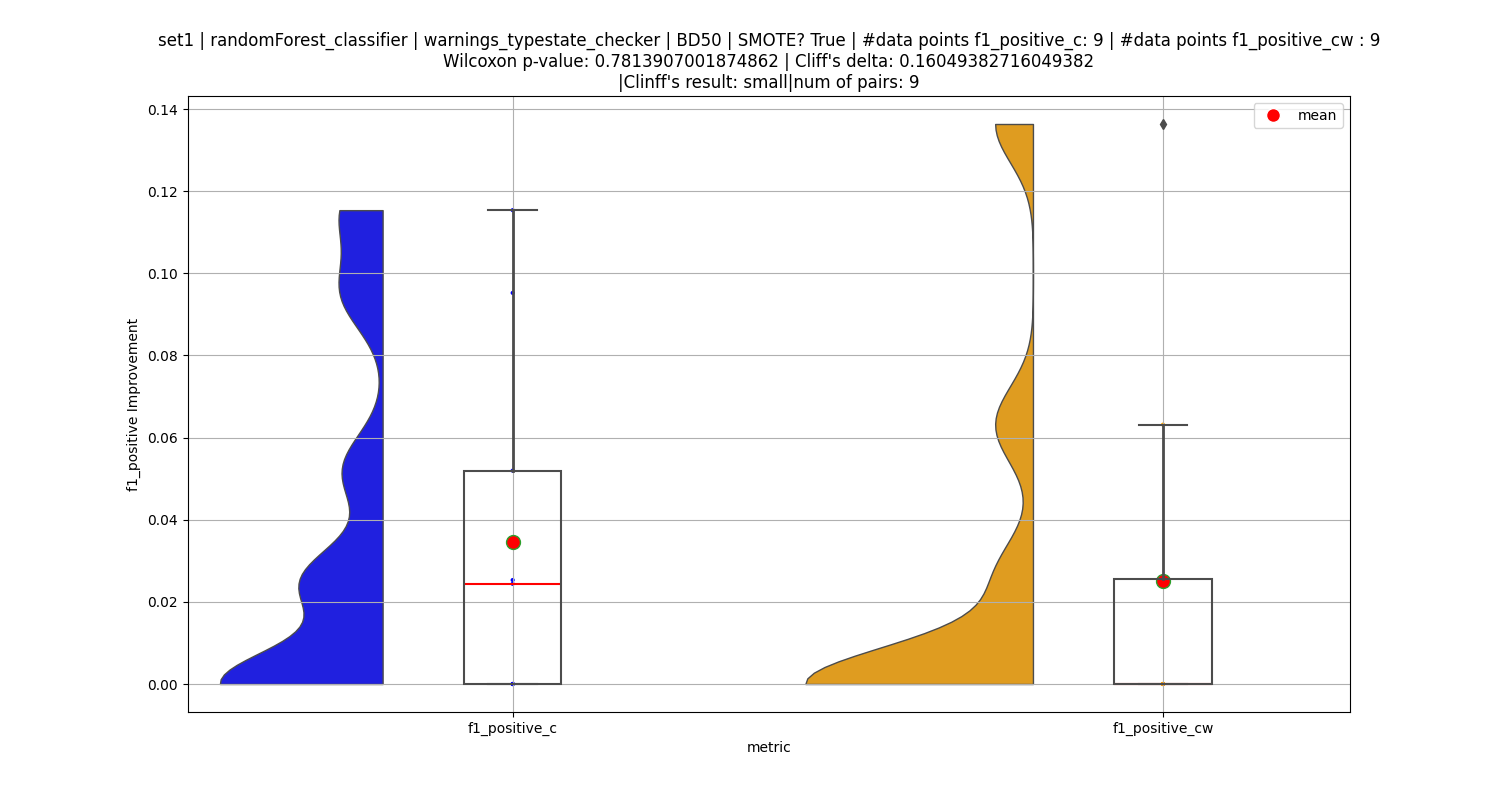 set1 | randomForest_classifier | warnings_typestate_checker | BD50 | SMOTE? True | #data points f1_positive_c: 9 | #data points f1_positive_cw : 9
Wilcoxon p-value: 0.7813907001874862 | Cliff's delta: 0.16049382716049382
|Clinff's result: small|num of pairs: 9
mean
0.14
0.12
0.10
0.08
0.06
0.04
0.02
0.00
f1_positive Improvement
f1_positive_c
f1_positive_cw
metric